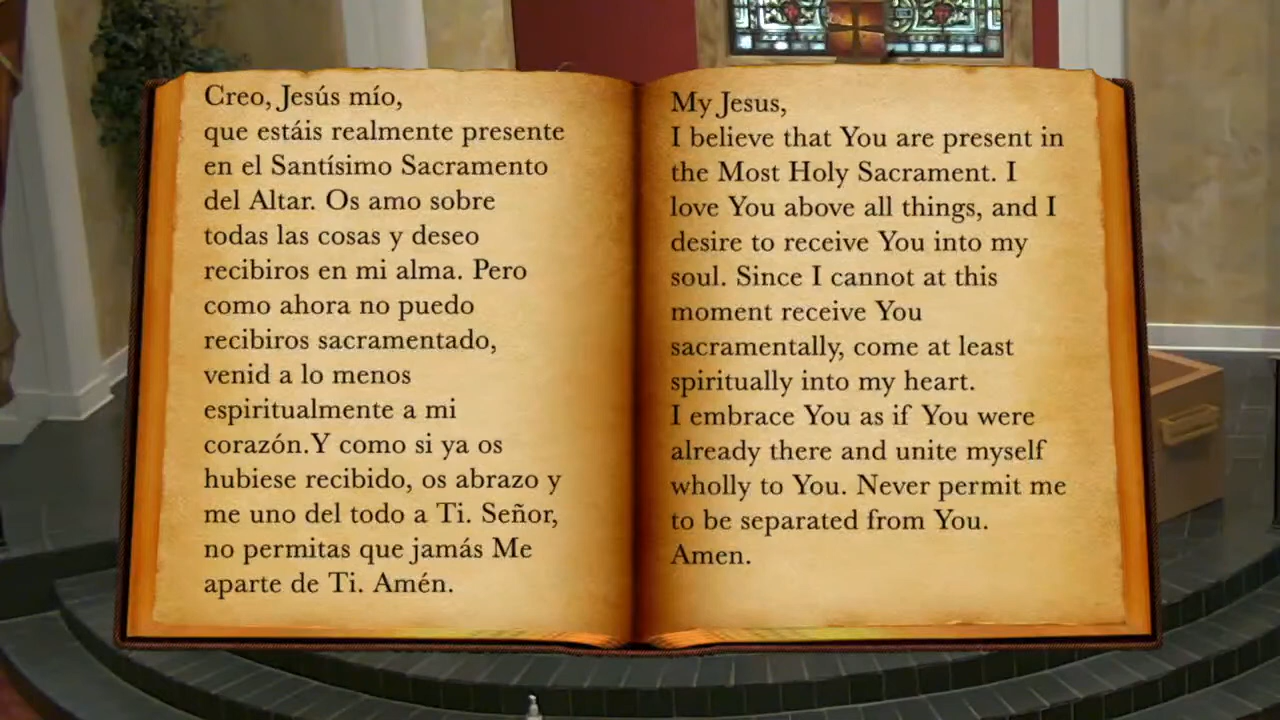 Creo, Jesús mío,
que estáis realmente presente
en el Santísimo Sacramento
del Altar. Os amo sobre
todas las cosas y deseo
recibiros en mi alma. Pero
como ahora no puedo
recibiros sacramentado,
venid a lo menos
espiritualmente a mi
corazón.Y como si ya os
hubiese recibido, os abrazo y
me uno del todo a Ti. Señor,
no permitas que jamás Me
aparte de Ti. Amén.
My Jesus,
I believe that You are present in
the Most Holy Sacrament. I
love You above all things, and I
desire to receive You into my
soul. Since I cannot at this
moment receive You
sacramentally, come at least
spiritually into my heart.
I embrace You as if You were
already there and unite myself
wholly to You. Never permit me
to be separated from You.
Amen.